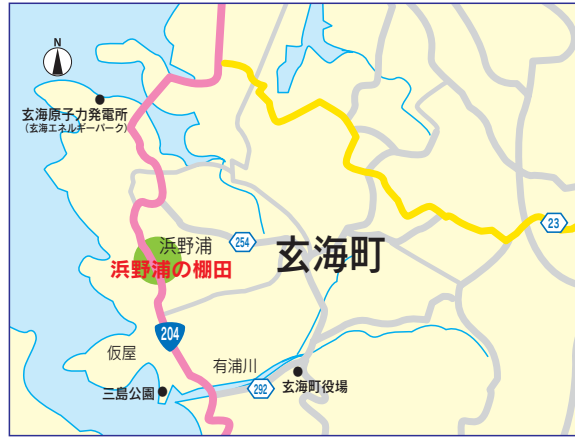 N
玄海原子力発電所
(玄海エネルギーパーク)
23
浜野浦
254
玄海町
浜野浦の棚田
204
仮屋
有浦川
三島公園
292
玄海町役場